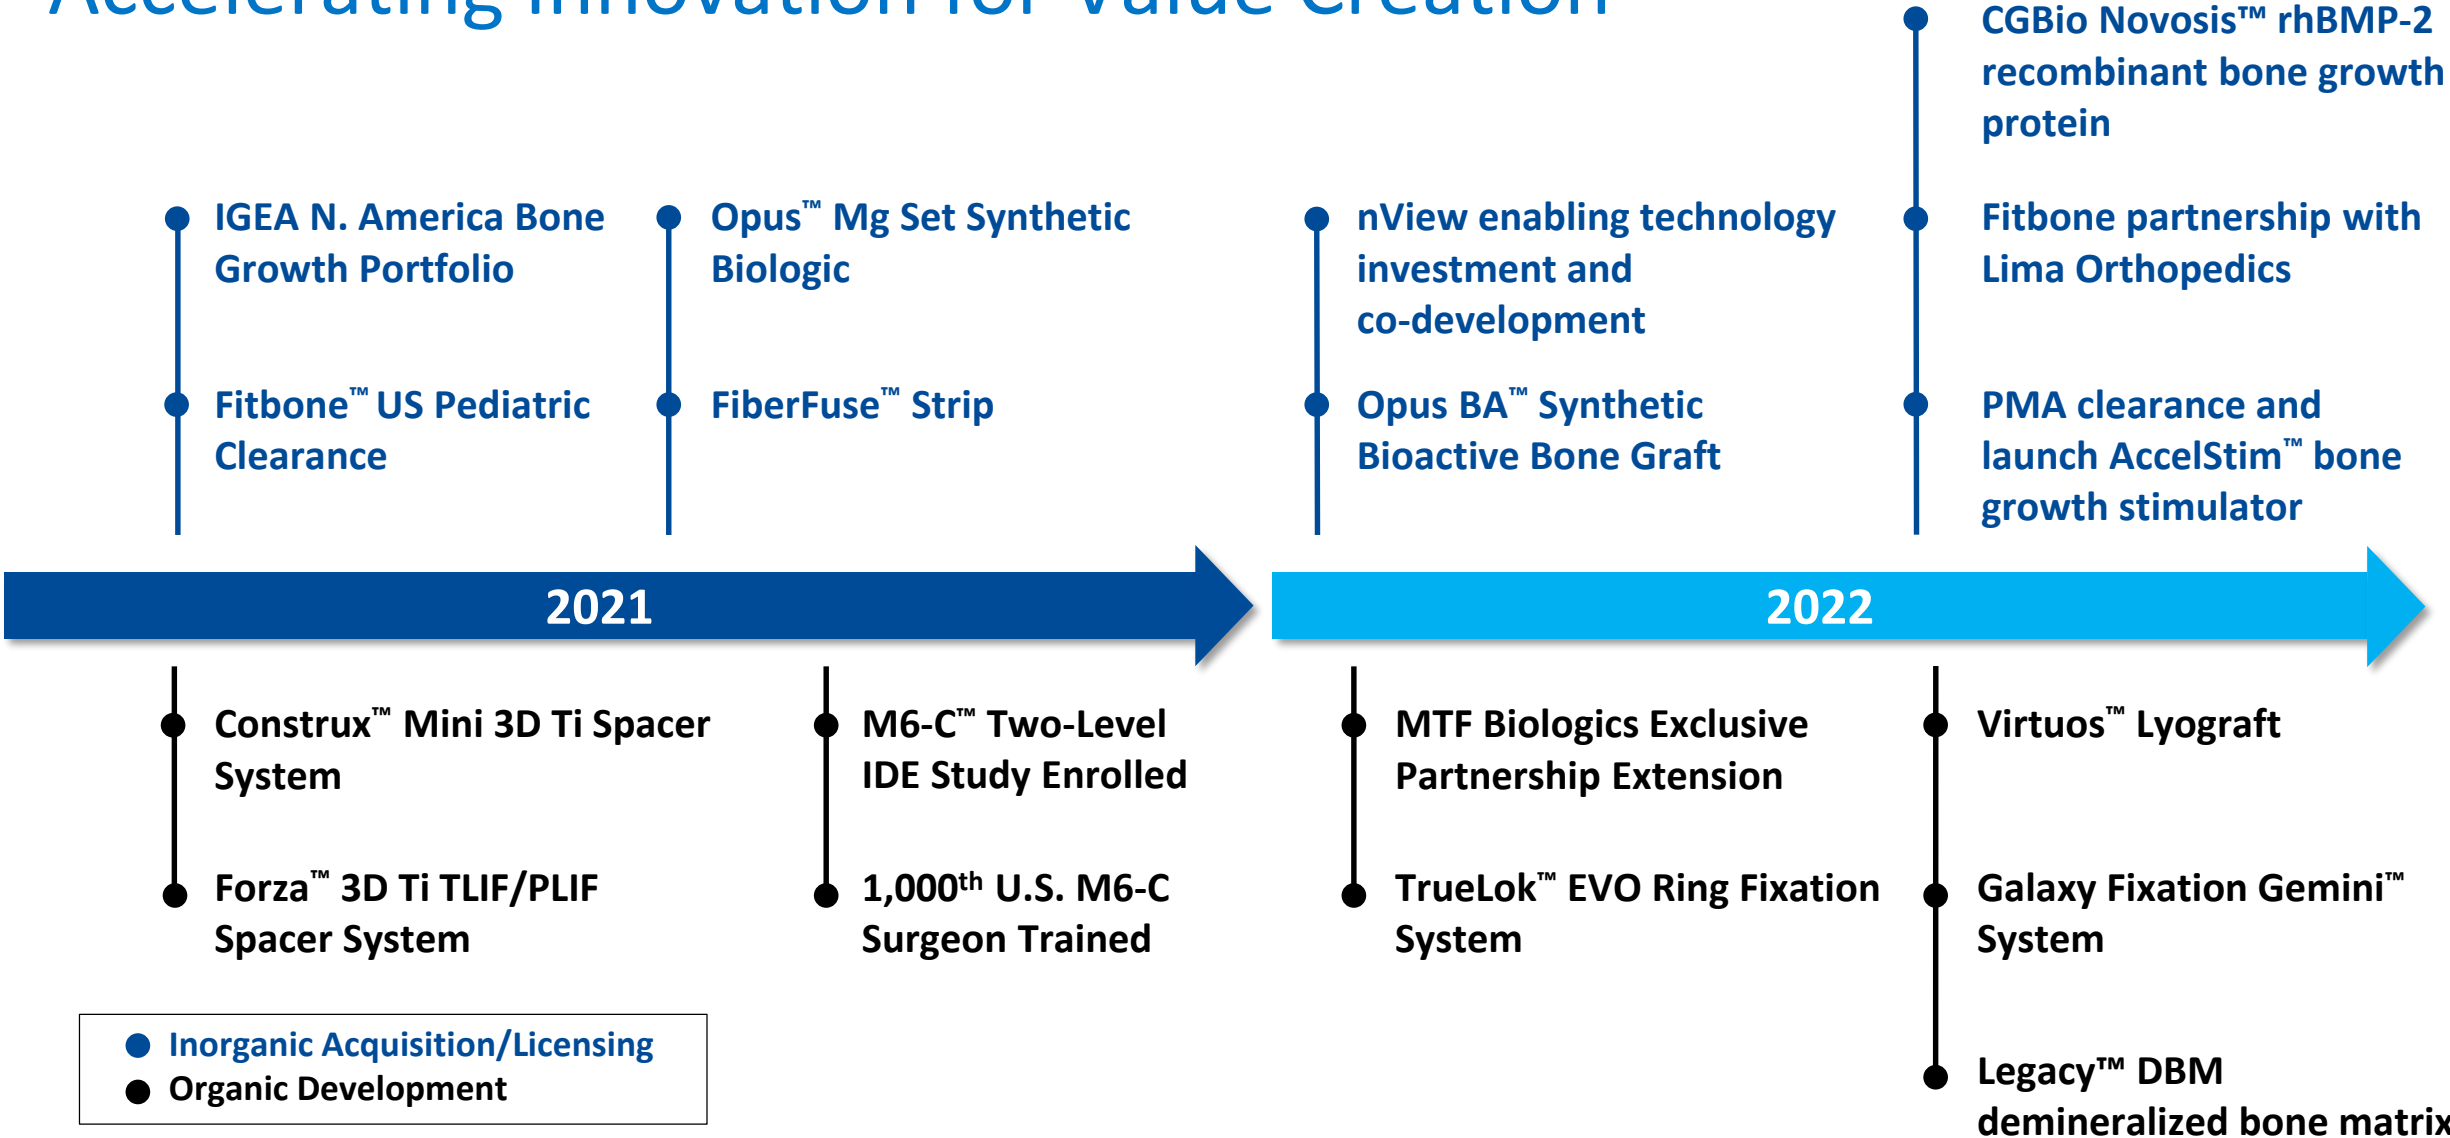 Accelerating Innovation for Value Creation
CGBio Novosis™ rhBMP-2
recombinant bone growth
protein
IGEA N. America Bone
Growth Portfolio
Fitbone™ US Pediatric
Clearance
Opus™ Mg Set Synthetic
Biologic
FiberFuse™ Strip
nView enabling technology
investment and
co-development
Opus BA™ Synthetic
Bioactive Bone Graft
Fitbone partnership with
Lima Orthopedics
PMA clearance and
launch AccelStim™ bone
growth stimulator
2021
2022
Construx™ Mini 3D Ti Spacer
System
Forza™ 3D Ti TLIF/PLIF
Spacer System
M6-C™ Two-Level
IDE Study Enrolled
1,000th U.S. M6-C
Surgeon Trained
MTF Biologics Exclusive
Partnership Extension
TrueLok™ EVO Ring Fixation
System
Virtuos™ Lyograft
Galaxy Fixation Gemini™
System
Legacy™ DBM
demineralized bone matrix
Inorganic Acquisition/Licensing
Organic Development